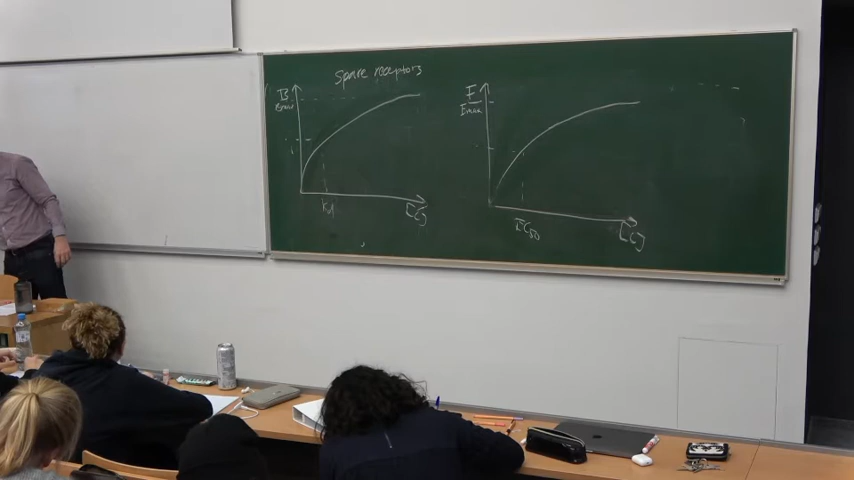 spare receptors
B
Bmax
Kd
[C]
E
Emax
EC50
[C]